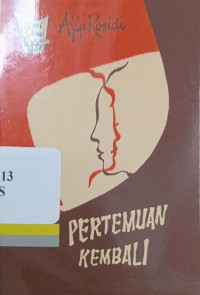 Ajip Rosidi
13
S
PERTEMUAN
KEMBALI